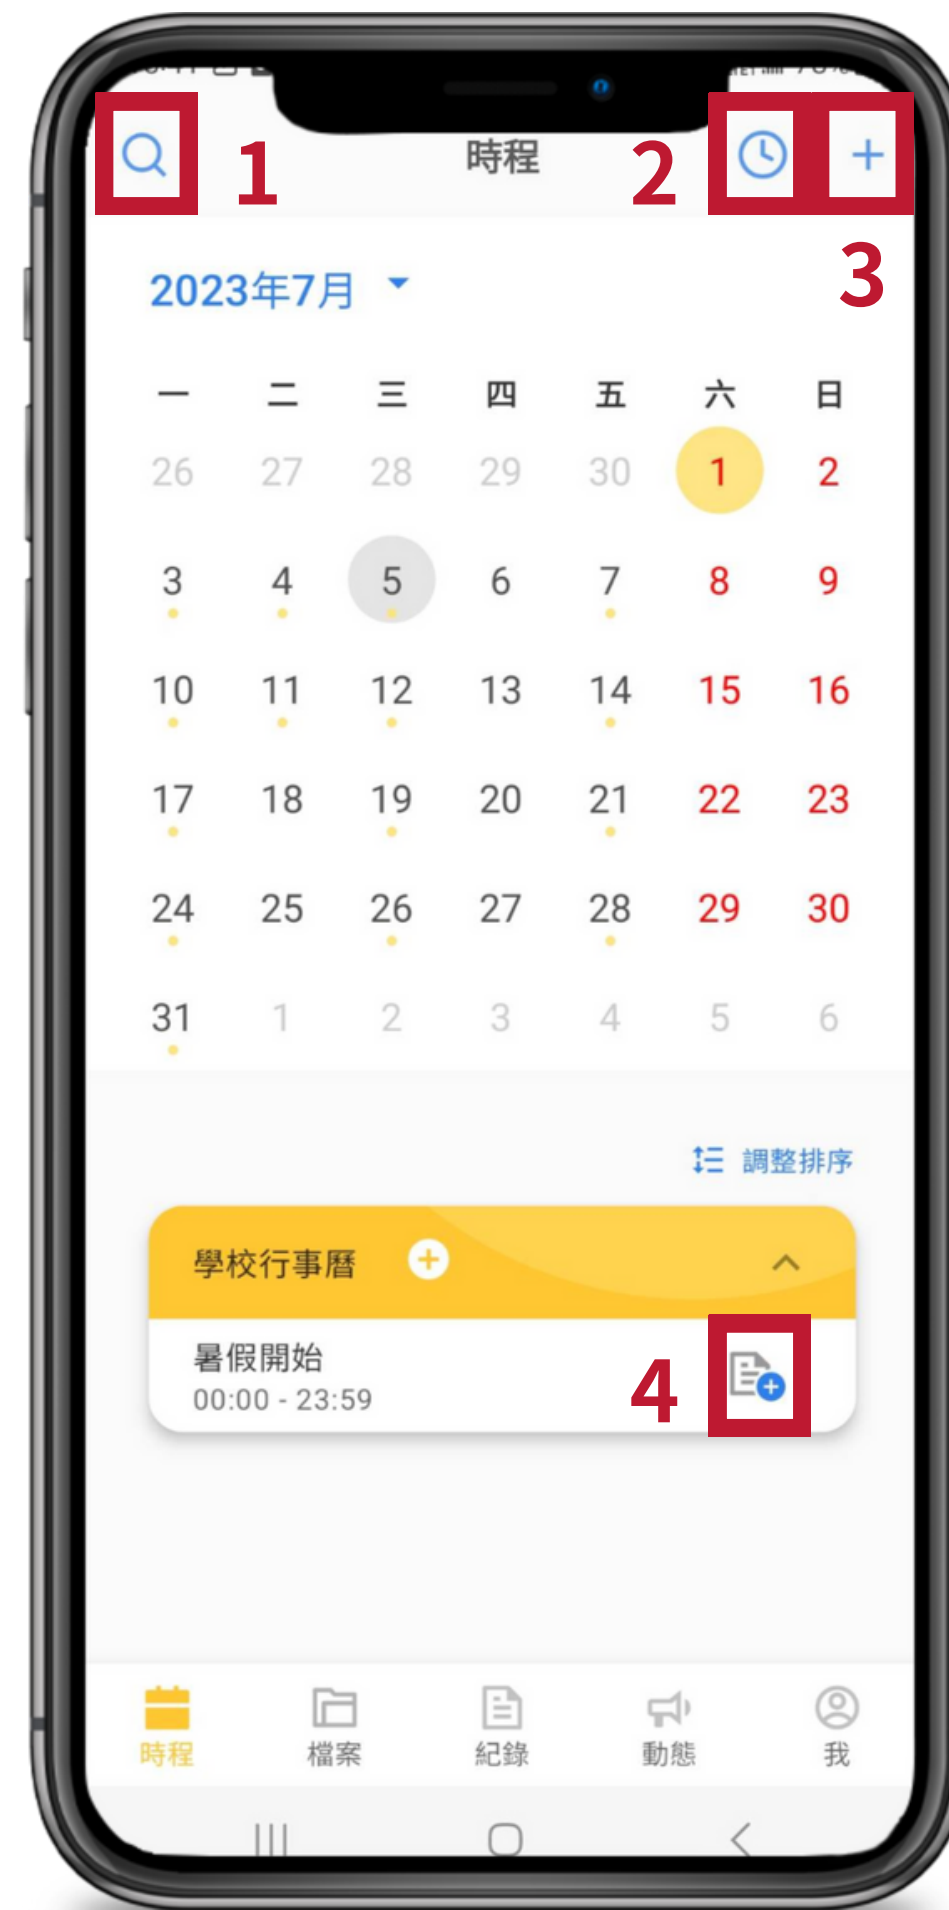 1 時程 2
3
2023年7月
一 二 三 四 五 六 日
26 27 28 29 30 1 2
3 4 5 6 7 8 9
10 11 12 13 14 15 16
17 18 19 20 21 22 23
24 25 26 27 28 29 30
31 1 2 3 4 5 6
調整排序
學校行事曆
暑假開始
00:00 - 23:59
4
時程 檔案 紀錄 動態 我